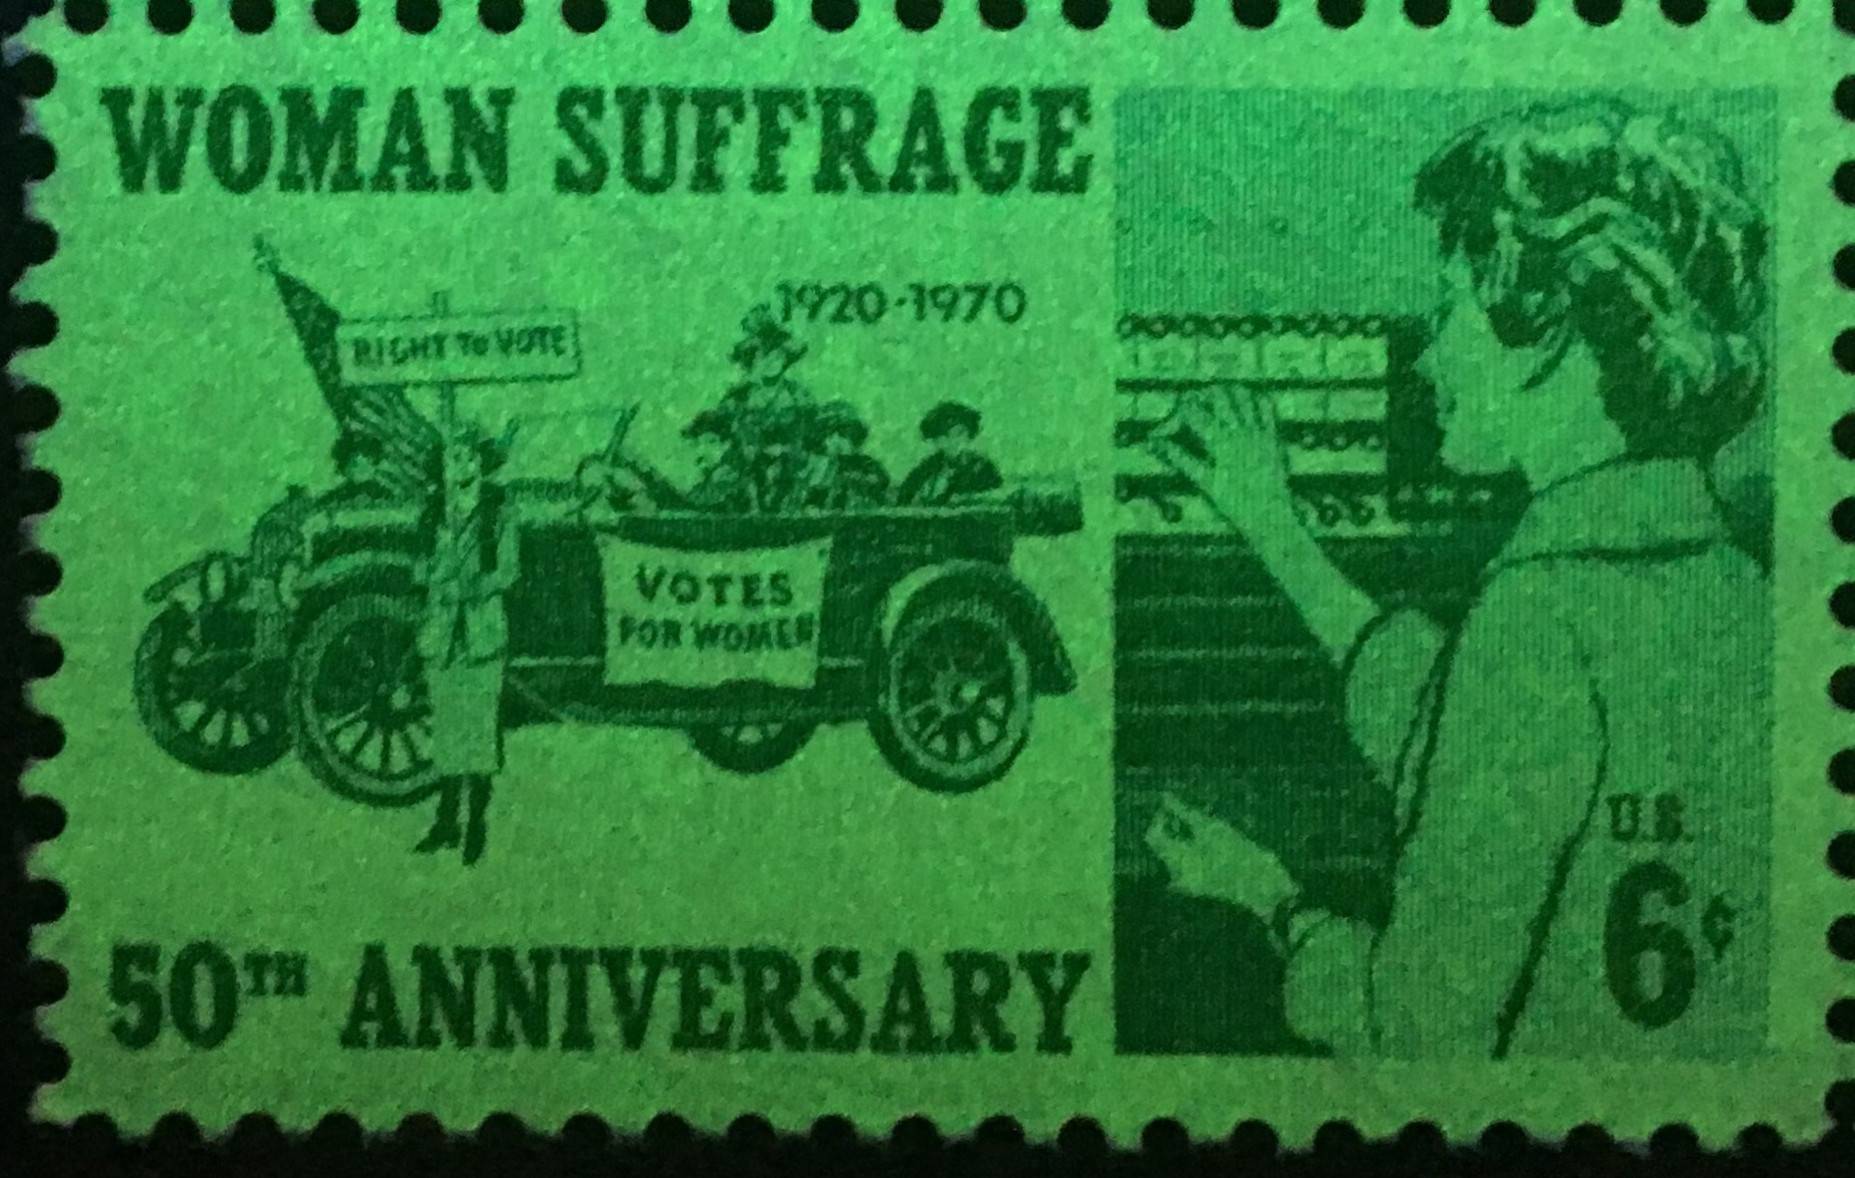 WOMAN SUFFRAGE
1920-1970
RIGHT TO VOTE
VOTES
FOR WOMEN
50TH ANNIVERSARY
U.S.
6¢